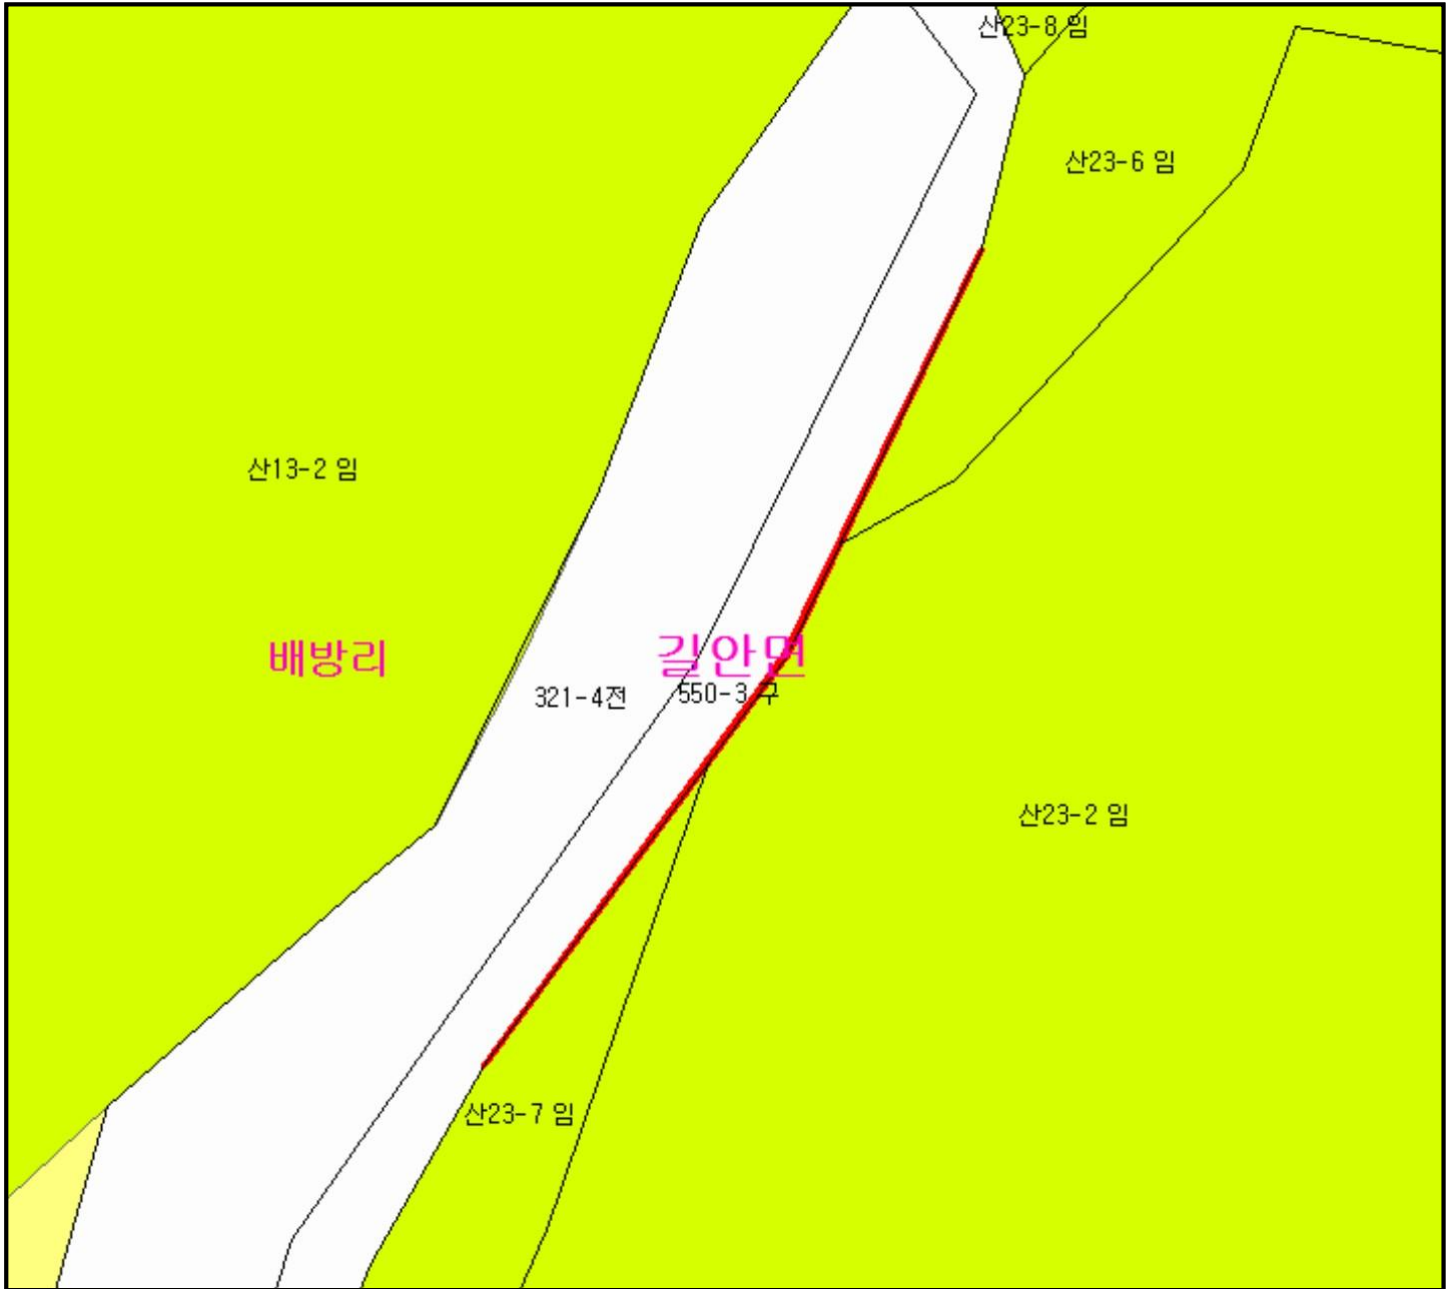 산23-8 임
산23-6 임
산13-2 임
배방리
길안면
321-4전
550-3 구
산23-2 임
산23-7 임